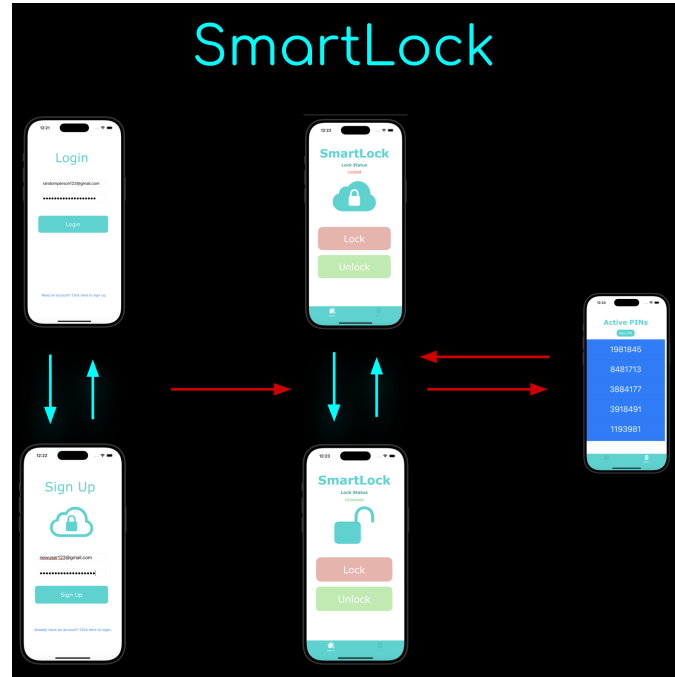 SmartLock
12:21
Login
randomperson123@gmail.com
Login
Need an account? Click here to sign up.
12:23
SmartLock
Lock Status
Locked
Lock
Unlock
12:24
Active PINs
1981845
8481713
3884177
3918491
1193981
12:22
Sign Up
newuser123@gmail.com
Sign Up
Already have an account? Click here to login.
12:23
SmartLock
Lock Status
Unlocked
Lock
Unlock